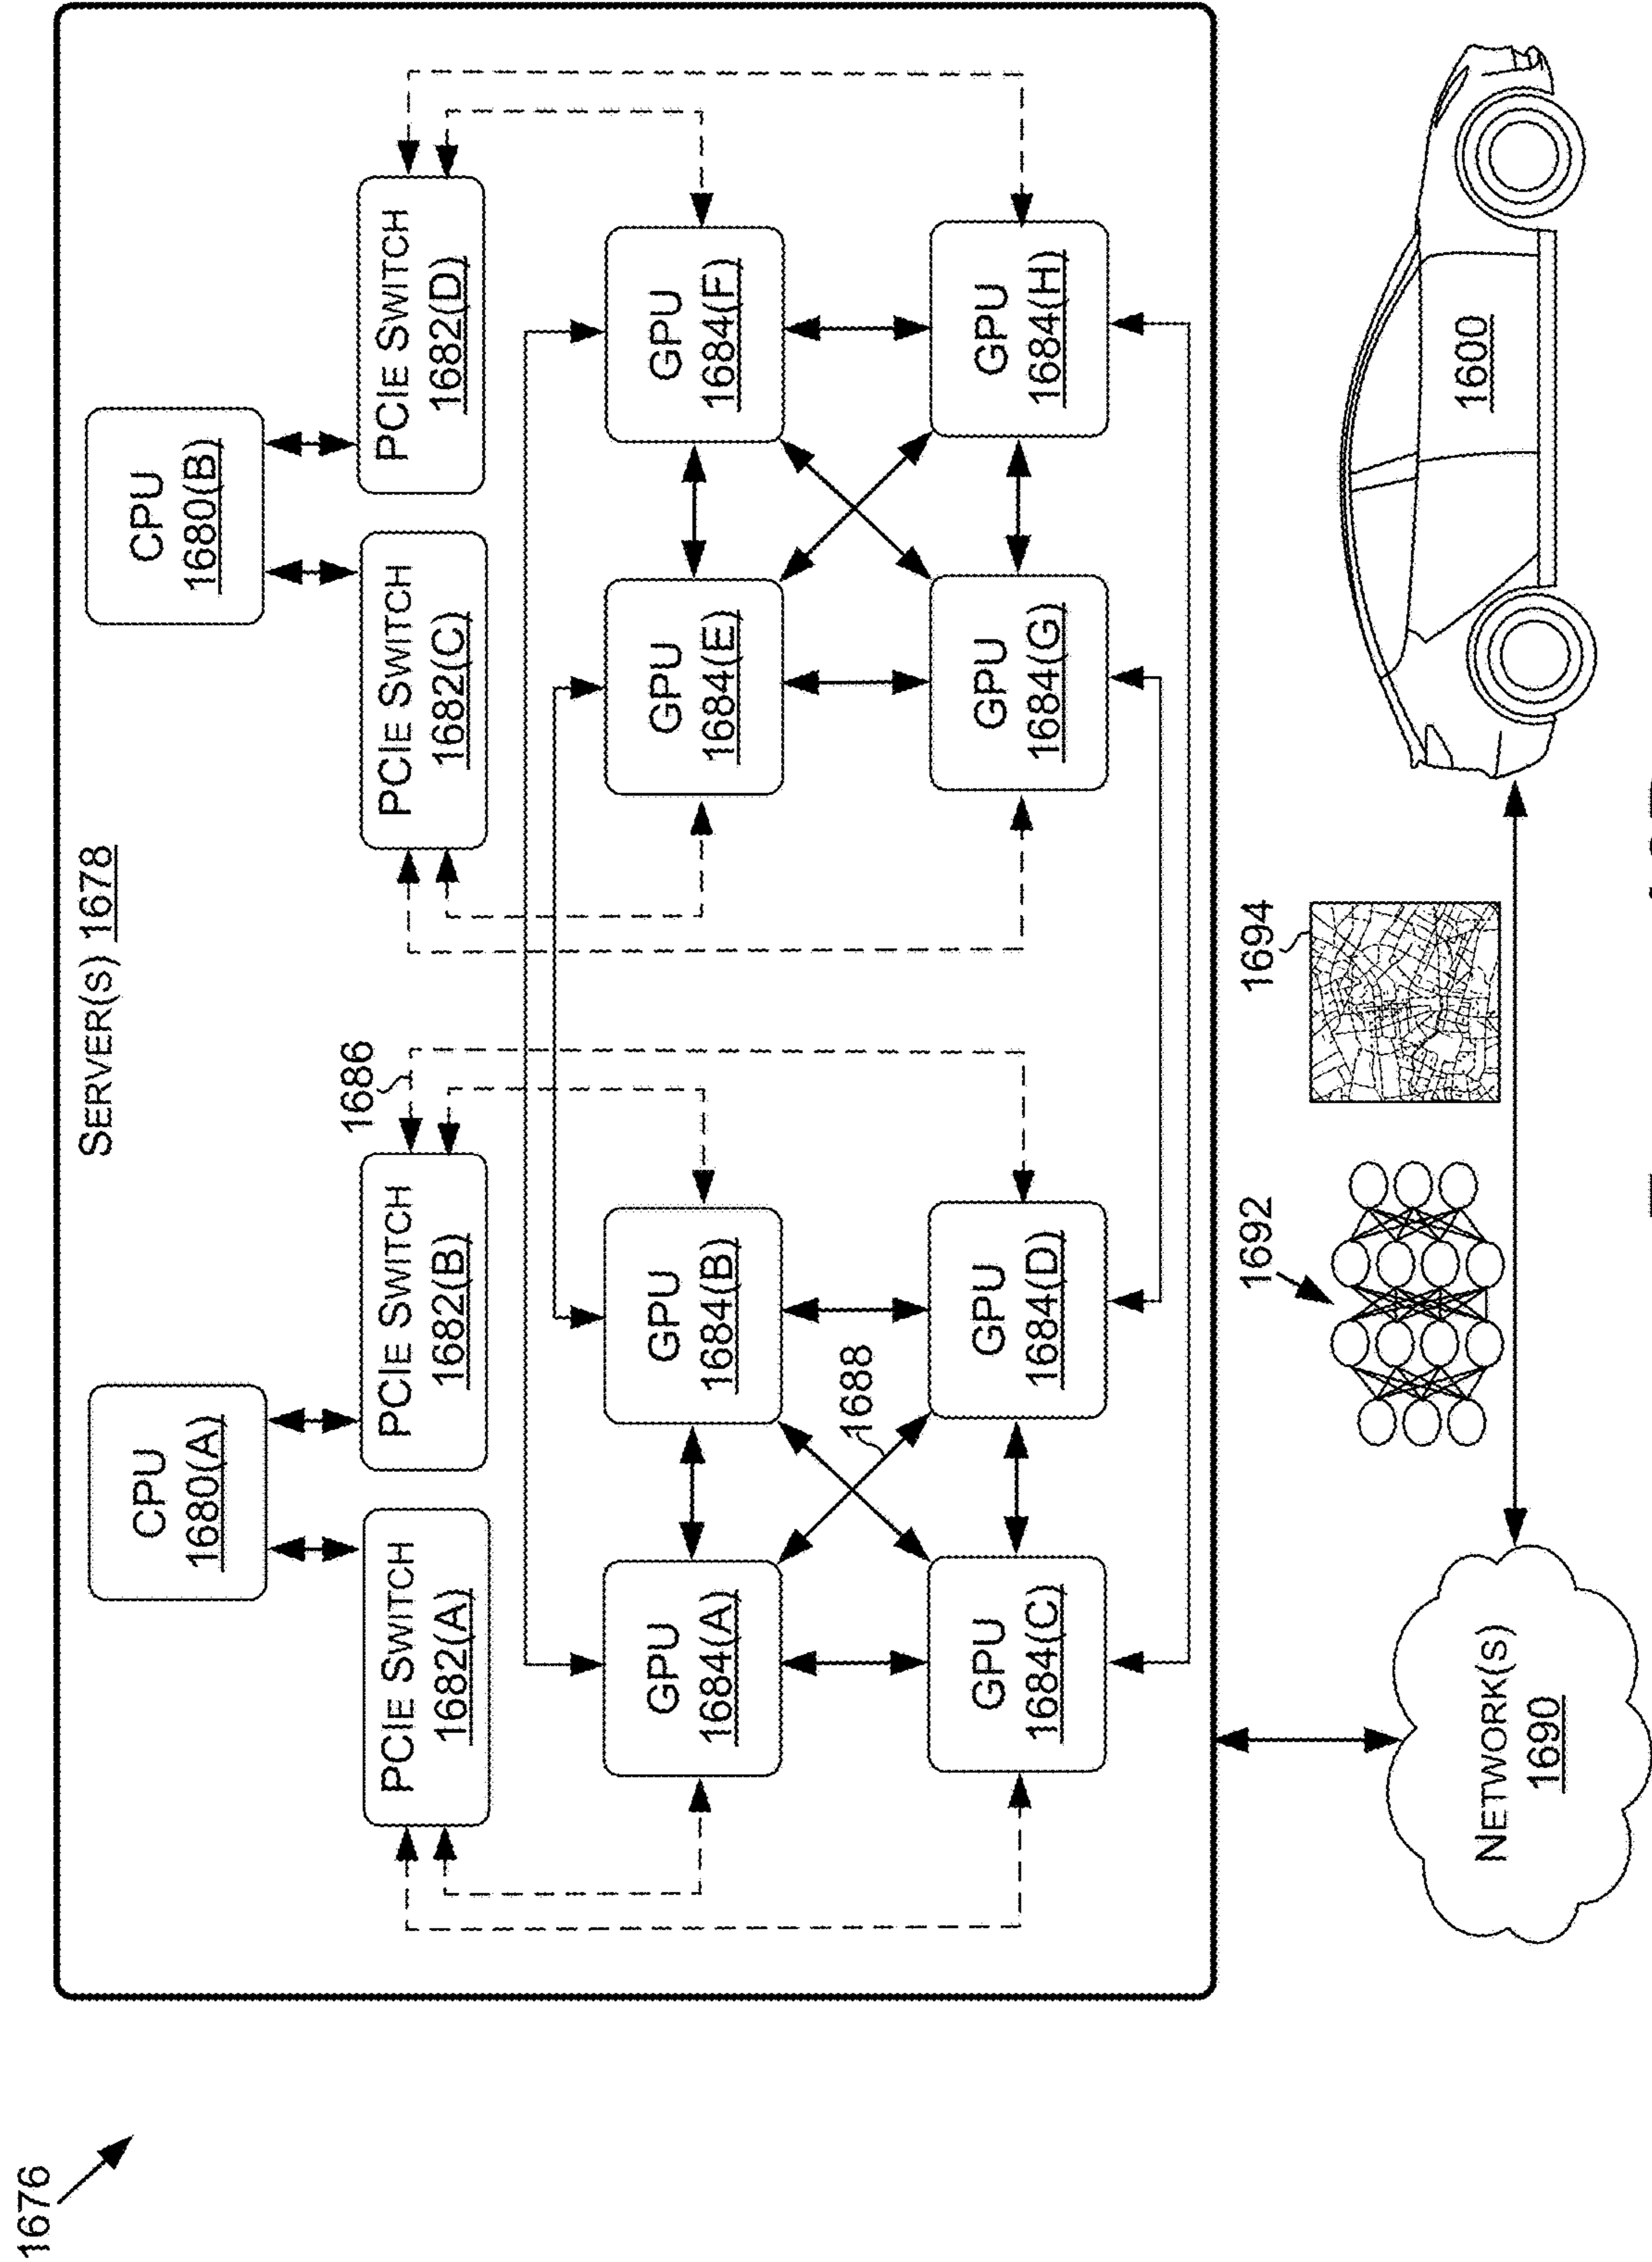 1676
SERVER(S) 1678
CPU
1680(A)
CPU
1680(B)
1686
PCIE SWITCH
1682(A)
PCIE SWITCH
1682(B)
PCIE SWITCH
1682(C)
PCIE SWITCH
1682(D)
GPU
1684(A)
GPU
1684(B)
GPU
1684(E)
GPU
1684(F)
1688
GPU
1684(C)
GPU
1684(D)
GPU
1684(G)
GPU
1684(H)
NETWORK(S)
1690
1692
1694
1600